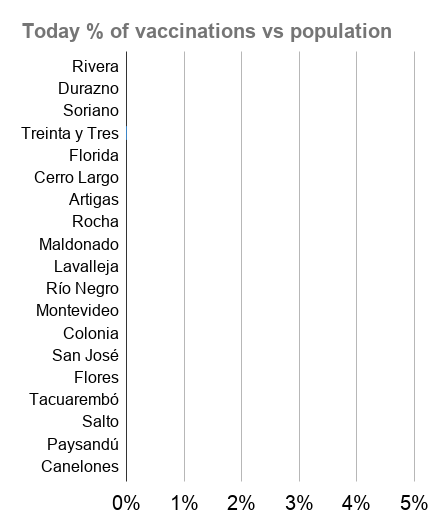 Today % of vaccinations vs population
Rivera
Durazno
Soriano
Treinta y Tres
Florida
Cerro Largo
Artigas
Rocha
Maldonado
Lavalleja
Río Negro
Montevideo
Colonia
San José
Flores
Tacuarembó
Salto
Paysandú
Canelones
0% 1% 2% 3% 4% 5%